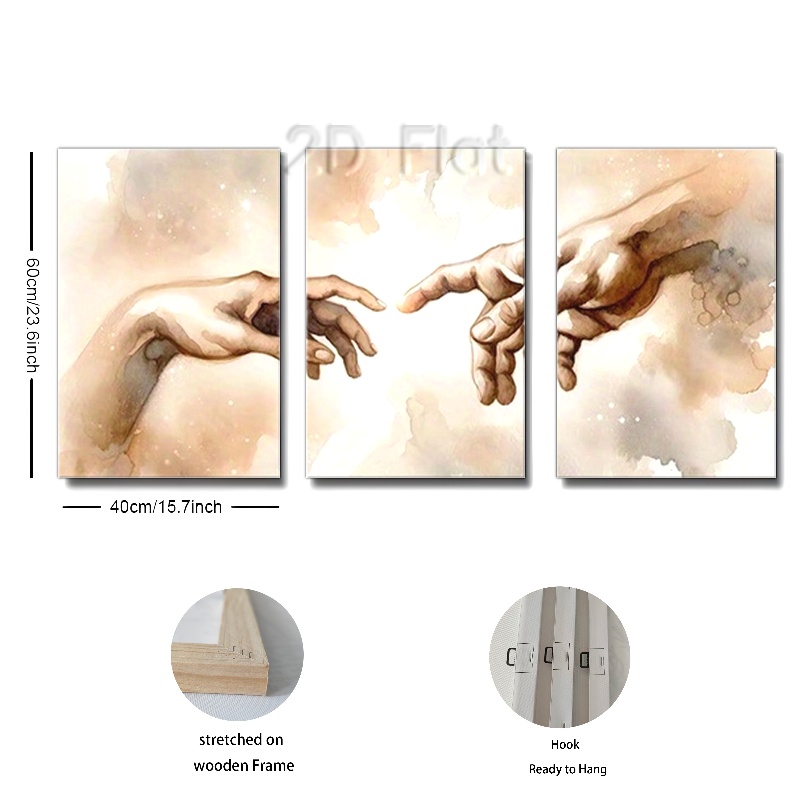 2D Flat
60cm/23.6inch
40cm/15.7inch
stretched on
wooden Frame
Hook
Ready to Hang